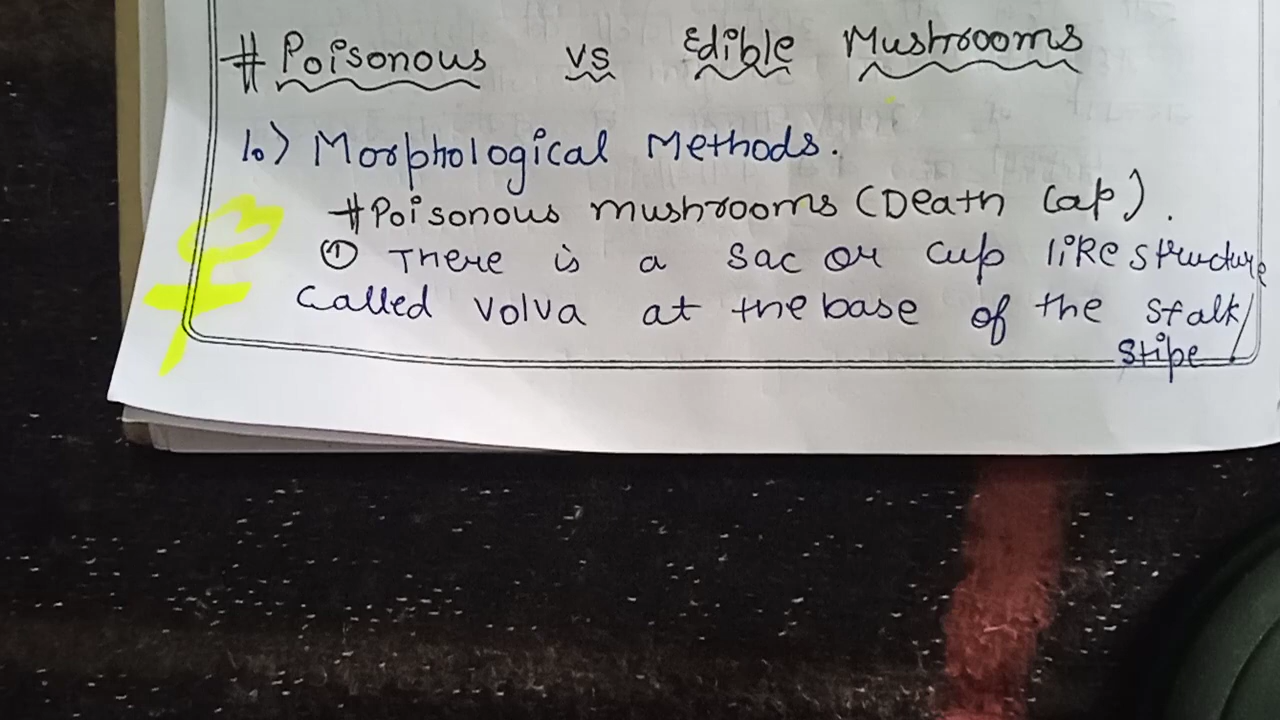 # Poisonous vs Edible Mushrooms
1.) Morphological Methods.
# Poisonous mushrooms (Death Cap).
① There is a sac or cup like structure
called volva at the base of the stalk/
stipe